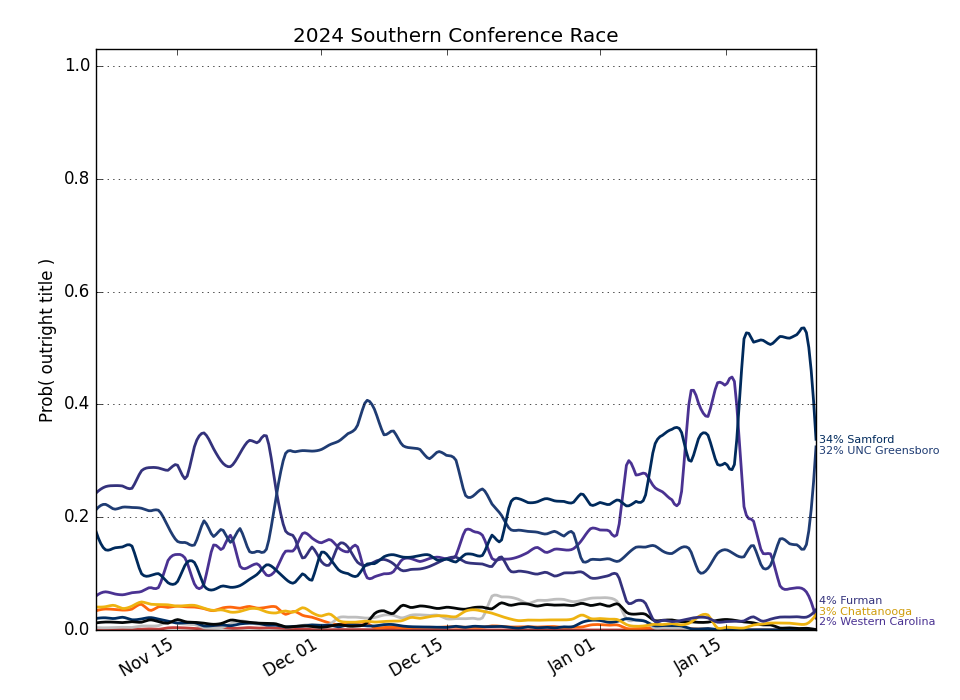 2024 Southern Conference Race
Prob( outright title )
1.0
0.8
0.6
0.4
0.2
0.0
34% Samford
32% UNC Greensboro
4% Furman
3% Chattanooga
2% Western Carolina
Nov 15
Dec 01
Dec 15
Jan 01
Jan 15